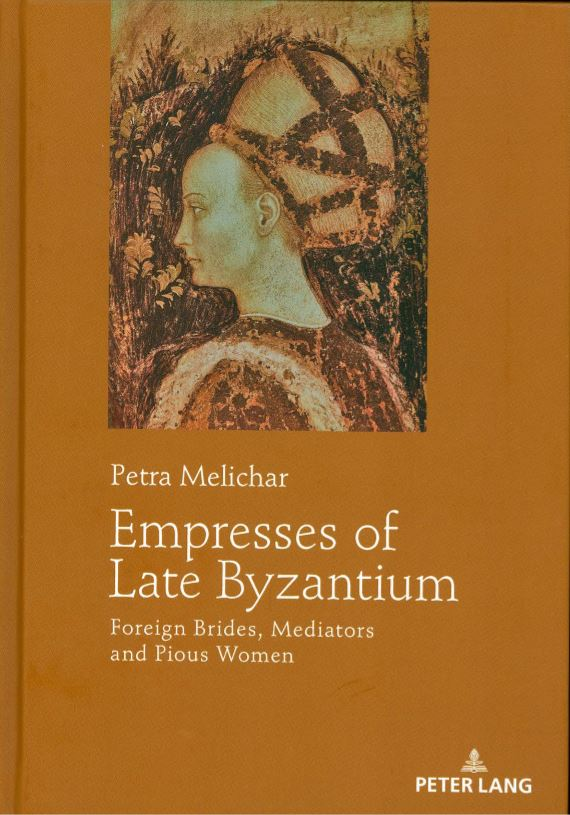 Petra Melichar
Empresses of
Late Byzantium
Foreign Brides, Mediators
and Pious Women
PETER LANG